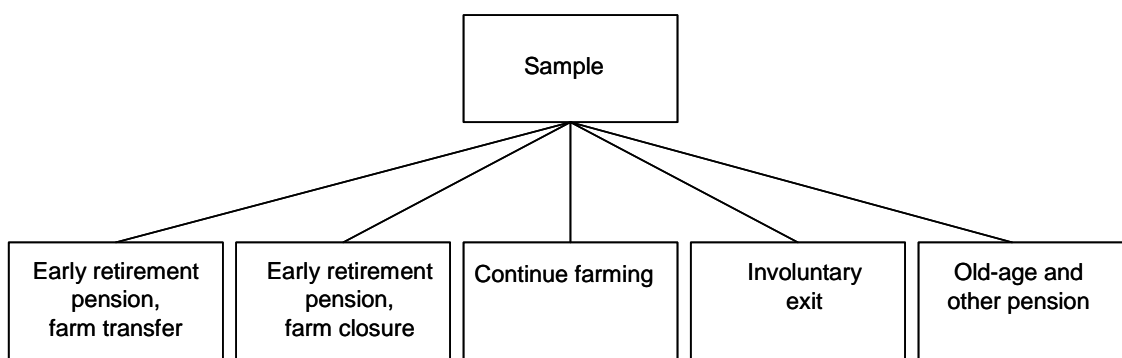 Sample
Early retirement
pension,
farm transfer
Early retirement
pension,
farm closure
Continue farming
Involuntary
exit
Old-age and
other pension